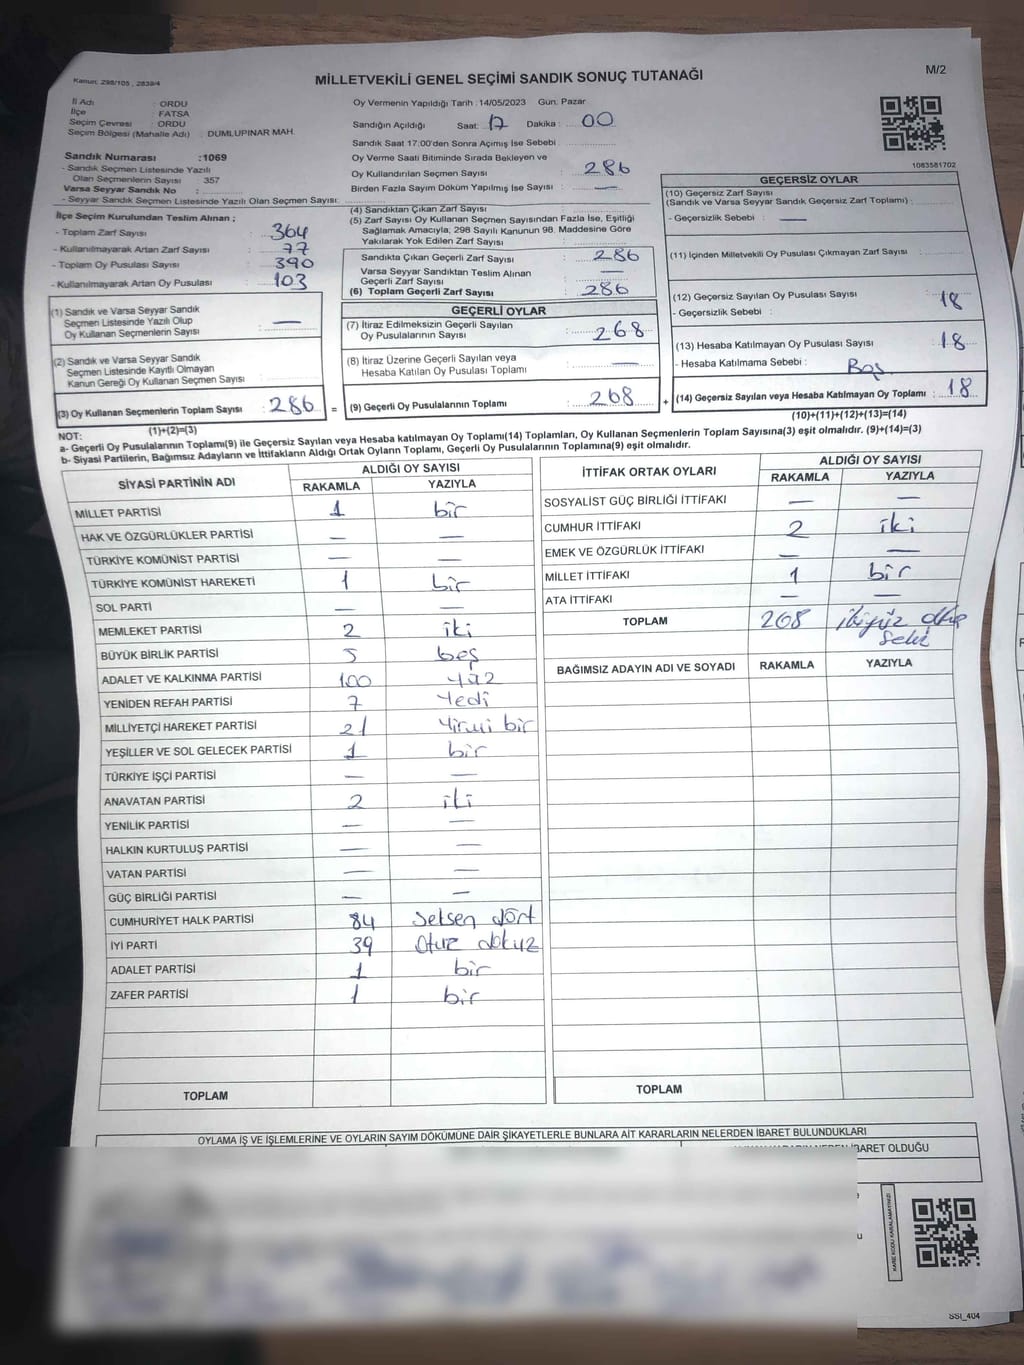 Kanun: 298/105 , 2839/4
MİLLETVEKİLİ GENEL SEÇİMİ SANDIK SONUÇ TUTANAĞI
M/2
İl Adı : ORDU
İlçe : FATSA
Seçim Çevresi : ORDU
Seçim Bölgesi (Mahalle Adı) : DUMLUPINAR MAH.
Oy Vermenin Yapıldığı Tarih : 14/05/2023 Gün: Pazar
Sandığın Açıldığı Saat: 17 Dakika : 00
Sandık Saat 17:00'den Sonra Açımış İse Sebebi
Sandık Numarası : 1069
- Sandık Seçmen Listesinde Yazılı
Olan Seçmenlerin Sayısı 357
Varsa Seyyar Sandık No :
- Seyyar Sandık Seçmen Listesinde Yazılı Olan Seçmen Sayısı:
Oy Verme Saati Bitiminde Sırada Bekleyen ve
Oy Kullandırılan Seçmen Sayısı : 286
Birden Fazla Sayım Döküm Yapılmış İse Sayısı : —
1083581702
İlçe Seçim Kurulundan Teslim Alınan ;
- Toplam Zarf Sayısı : 364
- Kullanılmayarak Artan Zarf Sayısı : 77
- Toplam Oy Pusulası Sayısı : 390
- Kullanılmayarak Artan Oy Pusulası : 103
(4) Sandıktan Çıkan Zarf Sayısı
(5) Zarf Sayısı Oy Kullanan Seçmen Sayısından Fazla İse, Eşitliği
Sağlamak Amacıyla, 298 Sayılı Kanunun 98. Maddesine Göre
Yakılarak Yok Edilen Zarf Sayısı
Sandıkta Çıkan Geçerli Zarf Sayısı : 286
Varsa Seyyar Sandıktan Teslim Alınan
Geçerli Zarf Sayısı —
(6) Toplam Geçerli Zarf Sayısı : 286
GEÇERSİZ OYLAR
(10) Geçersiz Zarf Sayısı
(Sandık ve Varsa Seyyar Sandık Geçersiz Zarf Toplamı) :
- Geçersizlik Sebebi : —
(11) İçinden Milletvekili Oy Pusulası Çıkmayan Zarf Sayısı :
(12) Geçersiz Sayılan Oy Pusulası Sayısı : 18
- Geçersizlik Sebebi :
(13) Hesaba Katılmayan Oy Pusulası Sayısı : 18
- Hesaba Katılmama Sebebi : Boş
(14) Geçersiz Sayılan veya Hesaba Katılmayan Oy Toplamı : 18
(10)+(11)+(12)+(13)=(14)
(1) Sandık ve Varsa Seyyar Sandık
Seçmen Listesinde Yazılı Olup
Oy Kullanan Seçmenlerin Sayısı : —
(2) Sandık ve Varsa Seyyar Sandık
Seçmen Listesinde Kayıtlı Olmayan
Kanun Gereği Oy Kullanan Seçmen Sayısı :
(3) Oy Kullanan Seçmenlerin Toplam Sayısı : 286 =
(1)+(2)=(3)
GEÇERLİ OYLAR
(7) İtiraz Edilmeksizin Geçerli Sayılan
Oy Pusulalarının Sayısı : 268
(8) İtiraz Üzerine Geçerli Sayılan veya
Hesaba Katılan Oy Pusulası Toplamı : —
(9) Geçerli Oy Pusulalarının Toplamı : 268 +
NOT:
a- Geçerli Oy Pusulalarının Toplamı(9) ile Geçersiz Sayılan veya Hesaba katılmayan Oy Toplamı(14) Toplamları, Oy Kullanan Seçmenlerin Toplam Sayısına(3) eşit olmalıdır. (9)+(14)=(3)
b- Siyasi Partilerin, Bağımsız Adayların ve İttifakların Aldığı Ortak Oyların Toplamı, Geçerli Oy Pusulalarının Toplamına(9) eşit olmalıdır.
SİYASİ PARTİNİN ADI ALDIĞI OY SAYISI
RAKAMLA YAZIYLA
MİLLET PARTİSİ 1 bir
HAK VE ÖZGÜRLÜKLER PARTİSİ — —
TÜRKİYE KOMÜNİST PARTİSİ — —
TÜRKİYE KOMÜNİST HAREKETİ 1 bir
SOL PARTİ — —
MEMLEKET PARTİSİ 2 iki
BÜYÜK BİRLİK PARTİSİ 5 beş
ADALET VE KALKINMA PARTİSİ 100 Yüz
YENİDEN REFAH PARTİSİ 7 Yedi
MİLLİYETÇİ HAREKET PARTİSİ 21 Yirmi bir
YEŞİLLER VE SOL GELECEK PARTİSİ 1 bir
TÜRKİYE İŞÇİ PARTİSİ — —
ANAVATAN PARTİSİ 2 iki
YENİLİK PARTİSİ — —
HALKIN KURTULUŞ PARTİSİ — —
VATAN PARTİSİ — —
GÜÇ BİRLİĞİ PARTİSİ — —
CUMHURİYET HALK PARTİSİ 84 Seksen dört
İYİ PARTİ 39 Otuz dokuz
ADALET PARTİSİ 1 bir
ZAFER PARTİSİ 1 bir
TOPLAM
İTTİFAK ORTAK OYLARI ALDIĞI OY SAYISI
RAKAMLA YAZIYLA
SOSYALİST GÜÇ BİRLİĞİ İTTİFAKI — —
CUMHUR İTTİFAKI 2 iki
EMEK VE ÖZGÜRLÜK İTTİFAKI — —
MİLLET İTTİFAKI 1 bir
ATA İTTİFAKI — —
TOPLAM 268 ikiyüz
BAĞIMSIZ ADAYIN ADI VE SOYADI RAKAMLA YAZIYLA
TOPLAM
OYLAMA İŞ VE İŞLEMLERİNE VE OYLARIN SAYIM DÖKÜMÜNE DAİR ŞİKAYETLERLE BUNLARA AİT KARARLARIN NELERDEN İBARET BULUNDUKLARI
İBARET OLDUĞU
KARE KODU KARALAMAYINIZ!
SSİ_404